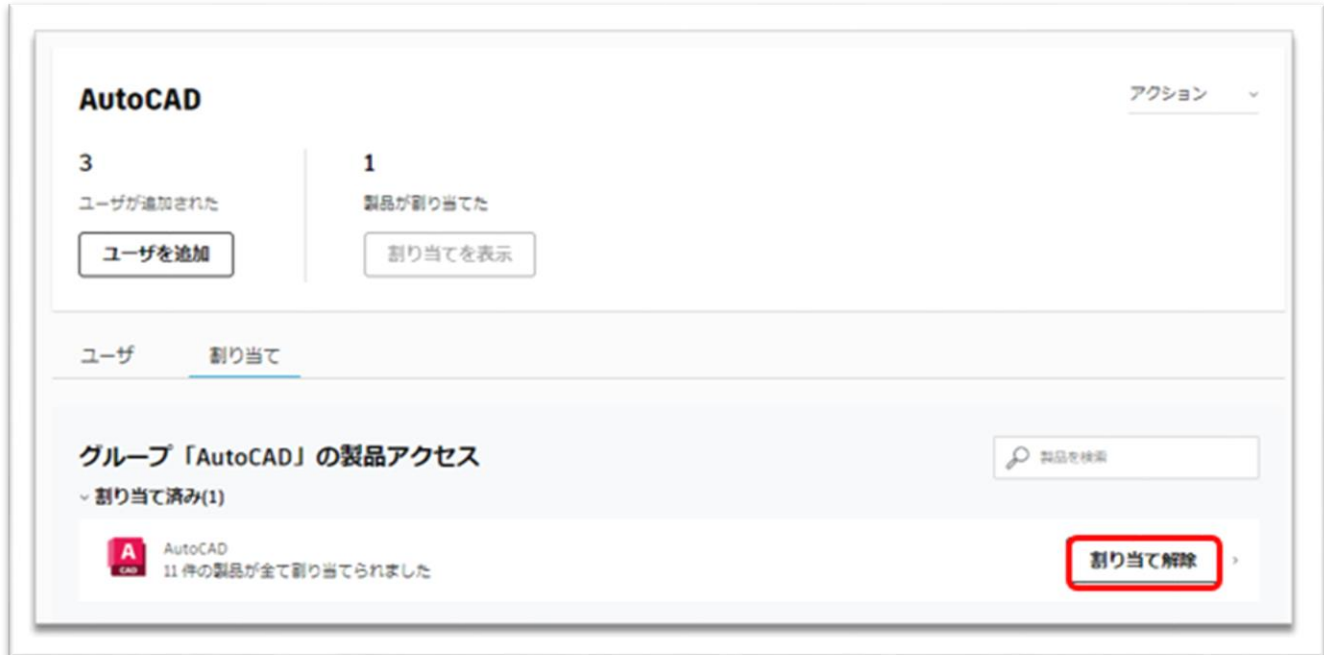 AutoCAD
アクション
3
1
ユーザが追加された
製品が割り当てた
ユーザを追加
割り当てを表示
ユーザ
割り当て
グループ「AutoCAD」の製品アクセス
製品を検索
割り当て済み(1)
A
CAD
AutoCAD
11 件の製品が全て割り当てられました
割り当て解除